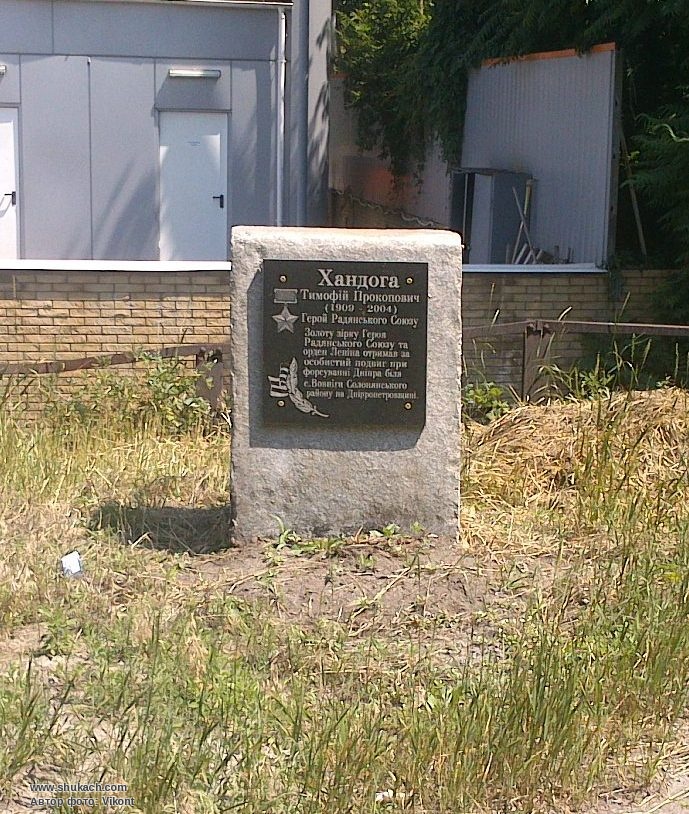 Хандога
Тимофій Прокопович
(1909 - 2004)
Герой Радянського Союзу
Золоту зірку Героя
Радянського Союзу та
орден Леніна отримав за
особистий подвиг при
форсуванні Дніпра біля
с.Вовніги Солонянського
району на Дніпропетровщині.
www.shukach.com
Автор фото: Vikont